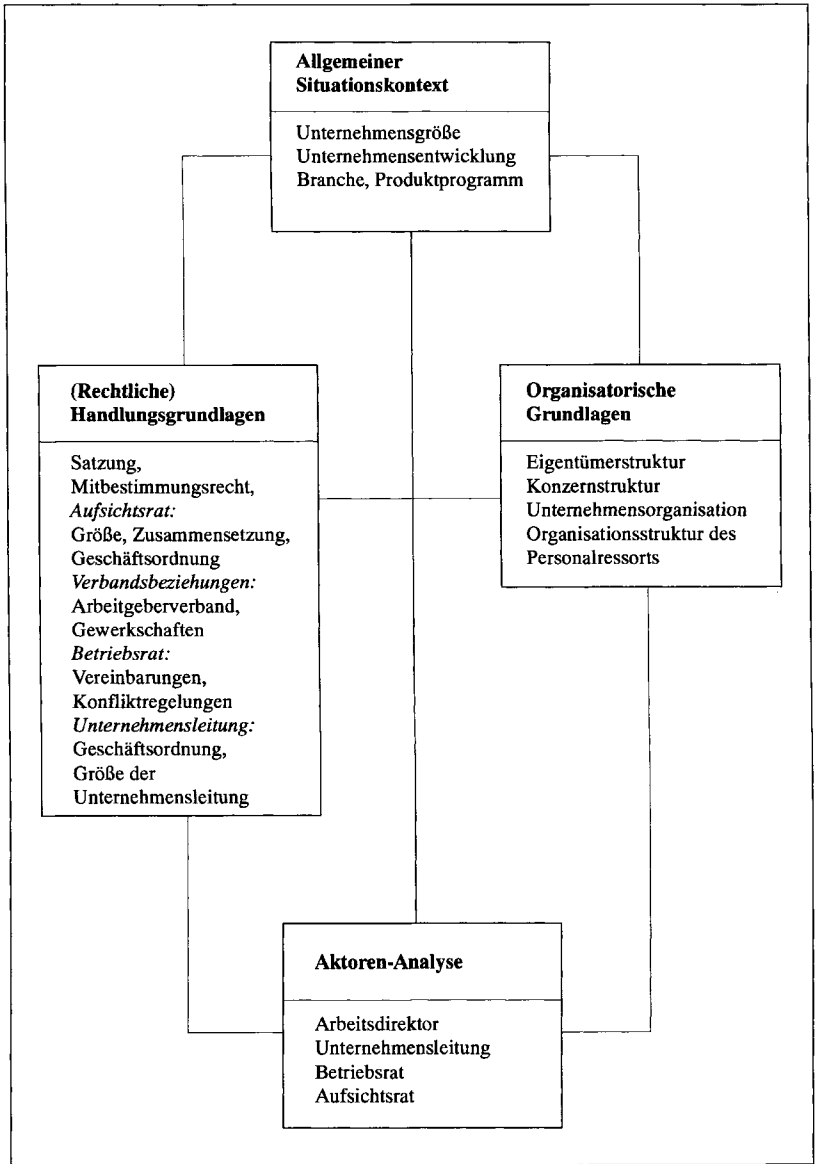 Allgemeiner
Situationskontext
Unternehmensgröße
Unternehmensentwicklung
Branche, Produktprogramm
(Rechtliche)
Handlungsgrundlagen
Satzung,
Mitbestimmungsrecht,
Aufsichtsrat:
Größe, Zusammensetzung,
Geschäftsordnung
Verbandsbeziehungen:
Arbeitgeberverband,
Gewerkschaften
Betriebsrat:
Vereinbarungen,
Konfliktregelungen
Unternehmensleitung:
Geschäftsordnung,
Größe der
Unternehmensleitung
Organisatorische
Grundlagen
Eigentümerstruktur
Konzernstruktur
Unternehmensorganisation
Organisationsstruktur des
Personalressorts
Aktoren-Analyse
Arbeitsdirektor
Unternehmensleitung
Betriebsrat
Aufsichtsrat